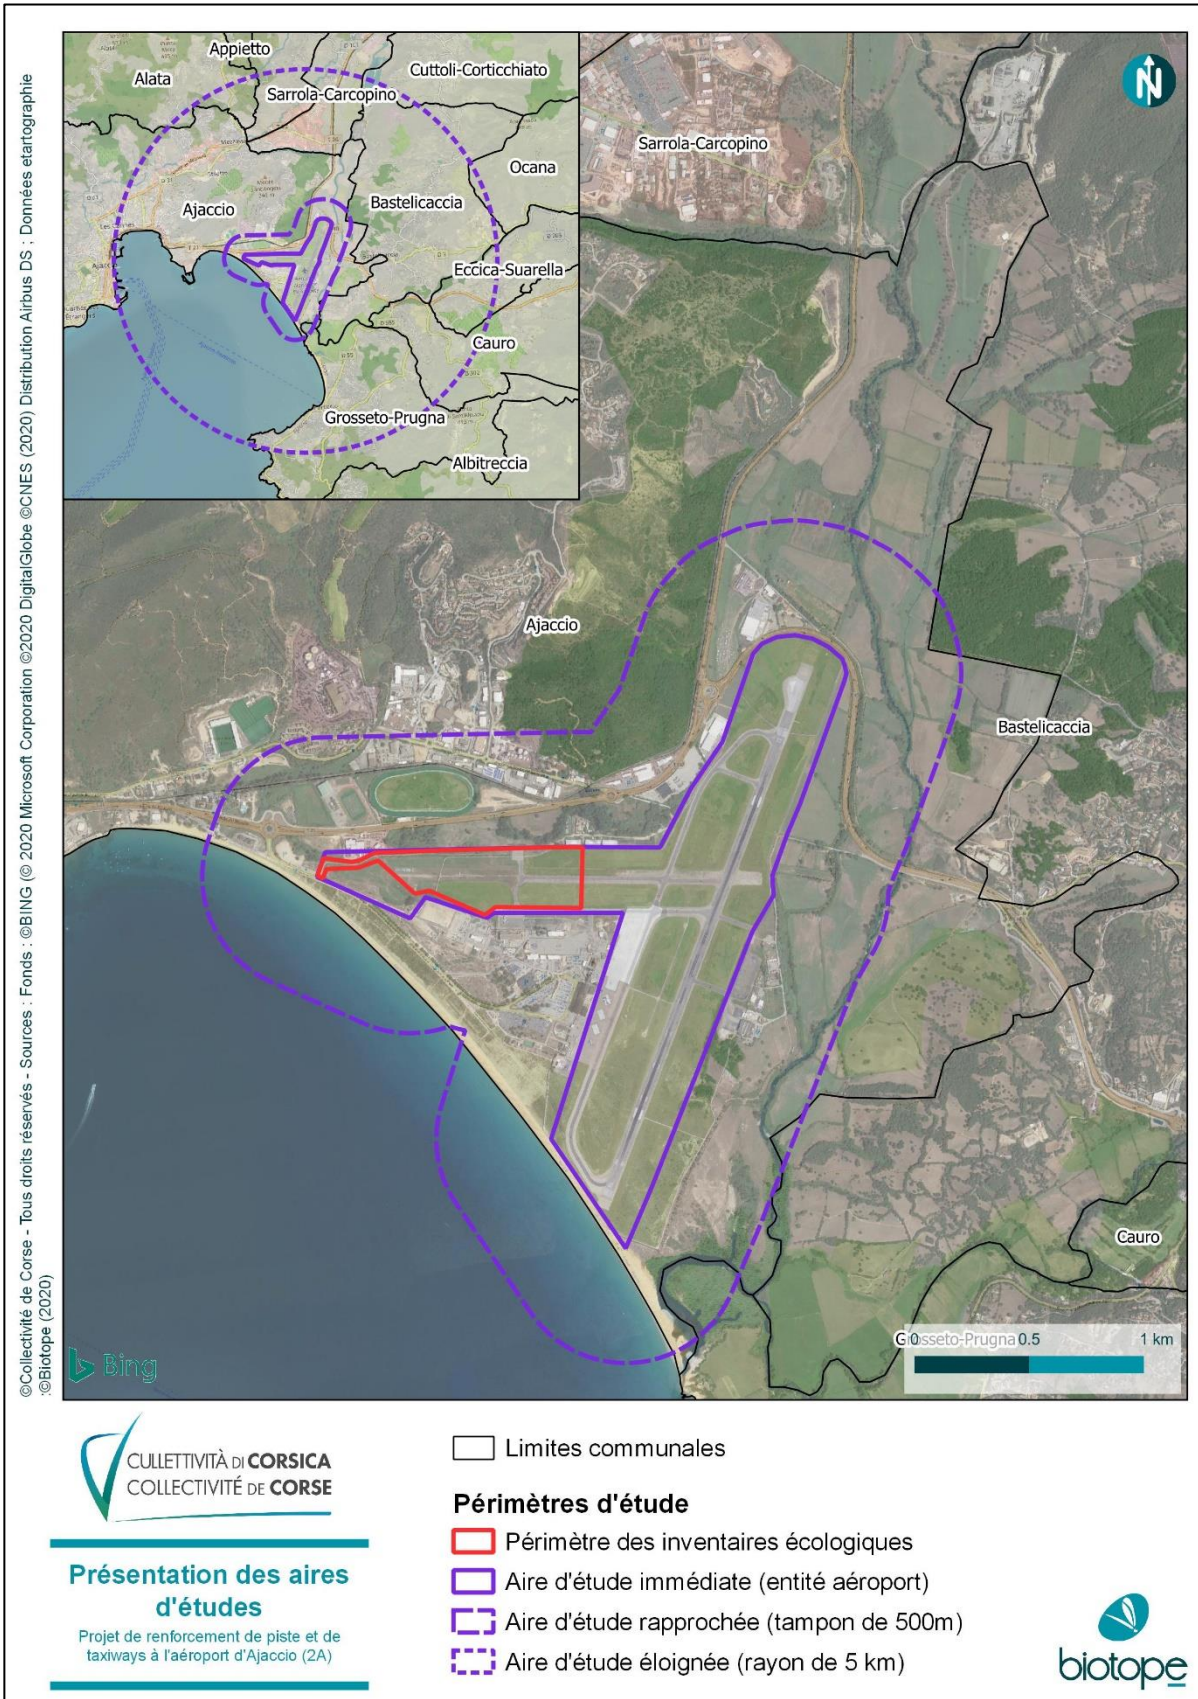 ©Collectivité de Corse - Tous droits réservés - Sources : Fonds : ©BING (© 2020 Microsoft Corporation ©2020 DigitalGlobe ©CNES (2020) Distribution Airbus DS ; Données etartographie
:©Biotope (2020)
Appietto
Alata
Cuttoli-Corticchiato
Sarrola-Carcopino
Ocana
Ajaccio
Bastelicaccia
Eccica-Suarella
Cauro
Grosseto-Prugna
Albitreccia
N
Sarrola-Carcopino
Ajaccio
Bastelicaccia
Cauro
Grosseto-Prugna
0 0.5 1 km
Bing
CULLETTIVITÀ DI CORSICA
COLLECTIVITÉ DE CORSE
Présentation des aires
d'études
Projet de renforcement de piste et de
taxiways à l'aéroport d'Ajaccio (2A)
Limites communales
Périmètres d'étude
Périmètre des inventaires écologiques
Aire d'étude immédiate (entité aéroport)
Aire d'étude rapprochée (tampon de 500m)
Aire d'étude éloignée (rayon de 5 km)
biotope